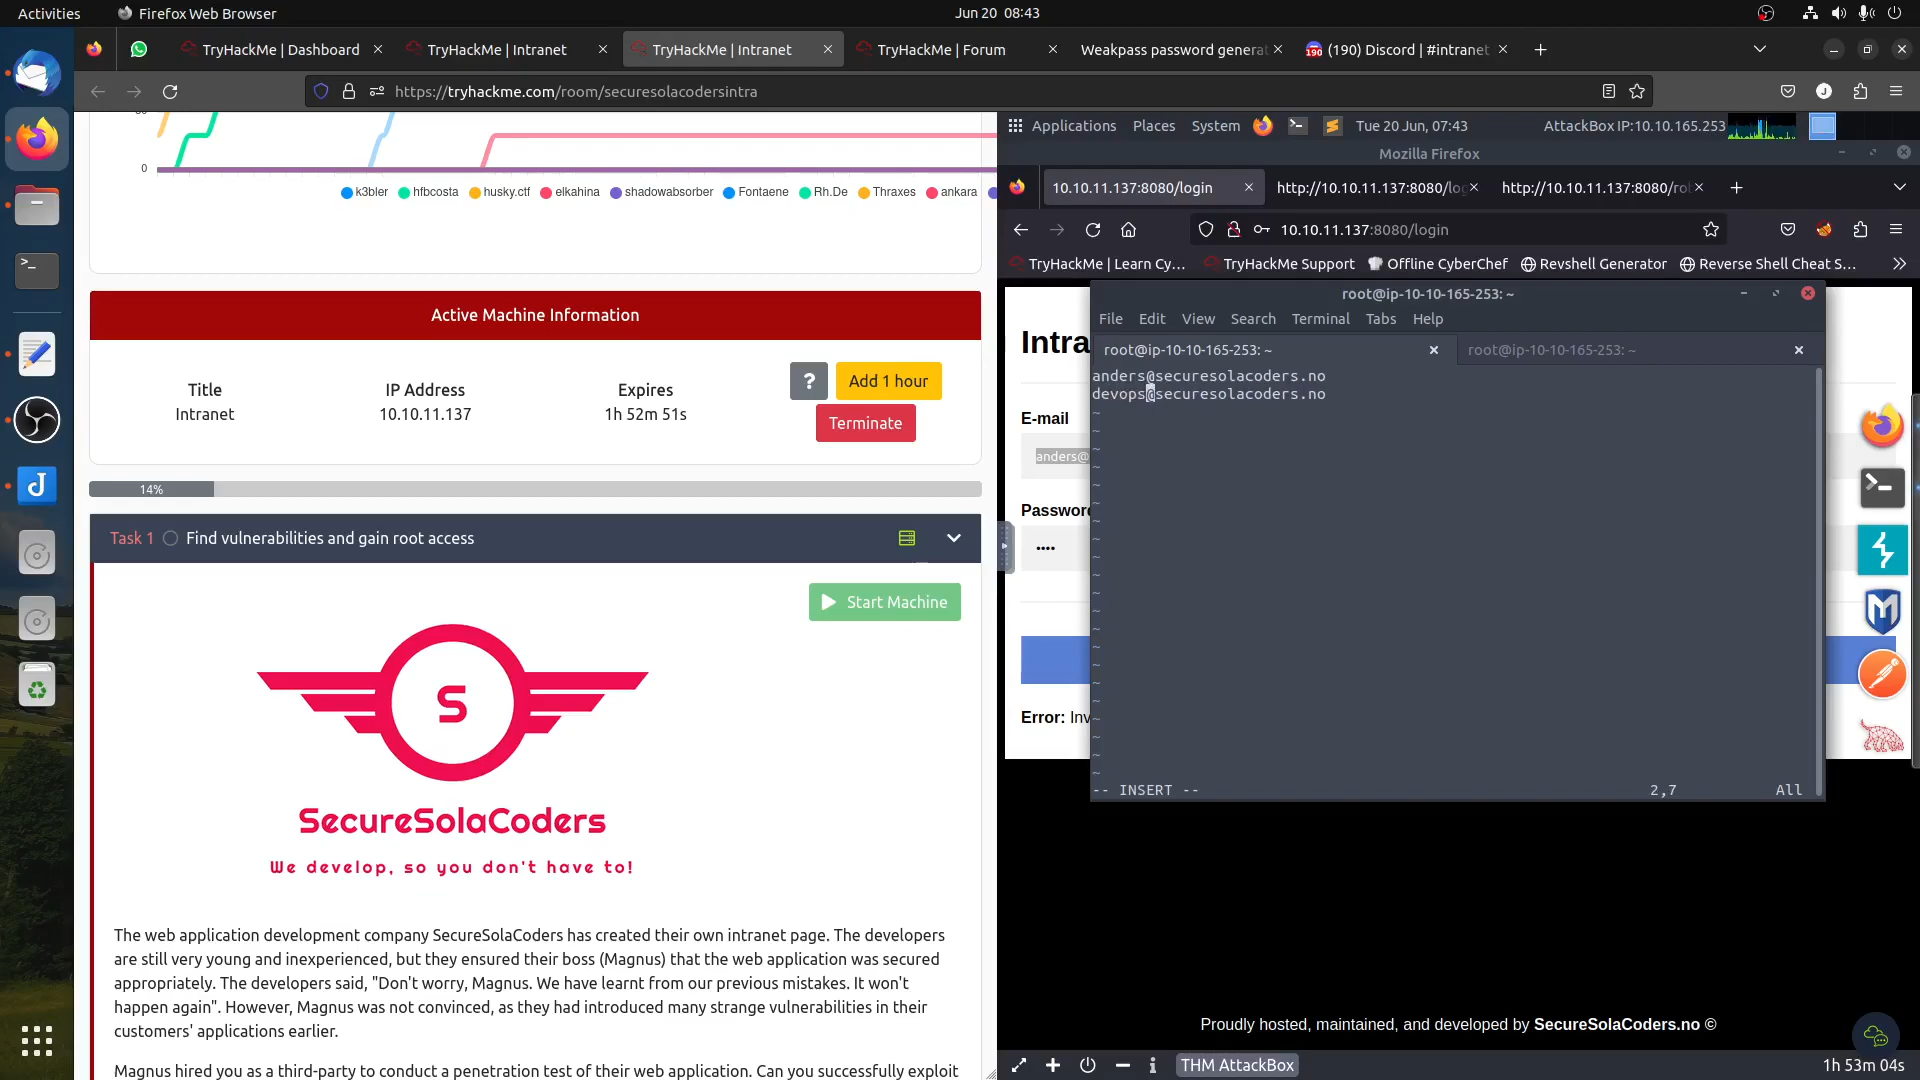 Activities
Firefox Web Browser
Jun 20 08:43
TryHackMe | Dashboard
TryHackMe | Intranet
TryHackMe | Intranet
TryHackMe | Forum
Weakpass password genera
(190) Discord | #intranet
https://tryhackme.com/room/securesolacodersintra
0
k3bler
hfbcosta
husky.ctf
elkahina
shadowabsorber
Fontaene
Rh.De
Thraxes
ankara
Active Machine Information
Title
IP Address
Expires
? Add 1 hour
Intranet
10.10.11.137
1h 52m 51s
Terminate
14%
Task 1 Find vulnerabilities and gain root access
Start Machine
S
SecureSolaCoders
We develop, so you don't have to!
The web application development company SecureSolaCoders has created their own intranet page. The developers
are still very young and inexperienced, but they ensured their boss (Magnus) that the web application was secured
appropriately. The developers said, "Don't worry, Magnus. We have learnt from our previous mistakes. It won't
happen again". However, Magnus was not convinced, as they had introduced many strange vulnerabilities in their
customers' applications earlier.
Magnus hired you as a third-party to conduct a penetration test of their web application. Can you successfully exploit
Applications Places System
Tue 20 Jun, 07:43
AttackBox IP:10.10.165.253
Mozilla Firefox
10.10.11.137:8080/login
http://10.10.11.137:8080/log
http://10.10.11.137:8080/rob
10.10.11.137:8080/login
TryHackMe | Learn Cy...
TryHackMe Support
Offline CyberChef
Revshell Generator
Reverse Shell Cheat S...
Intra
E-mail
anders@
Password
Error: Inv
root@ip-10-10-165-253: ~
File Edit View Search Terminal Tabs Help
root@ip-10-10-165-253: ~
root@ip-10-10-165-253: ~
anders@securesolacoders.no
devops@securesolacoders.no
-- INSERT --
2,7
All
Proudly hosted, maintained, and developed by SecureSolaCoders.no ©
THM AttackBox
1h 53m 04s